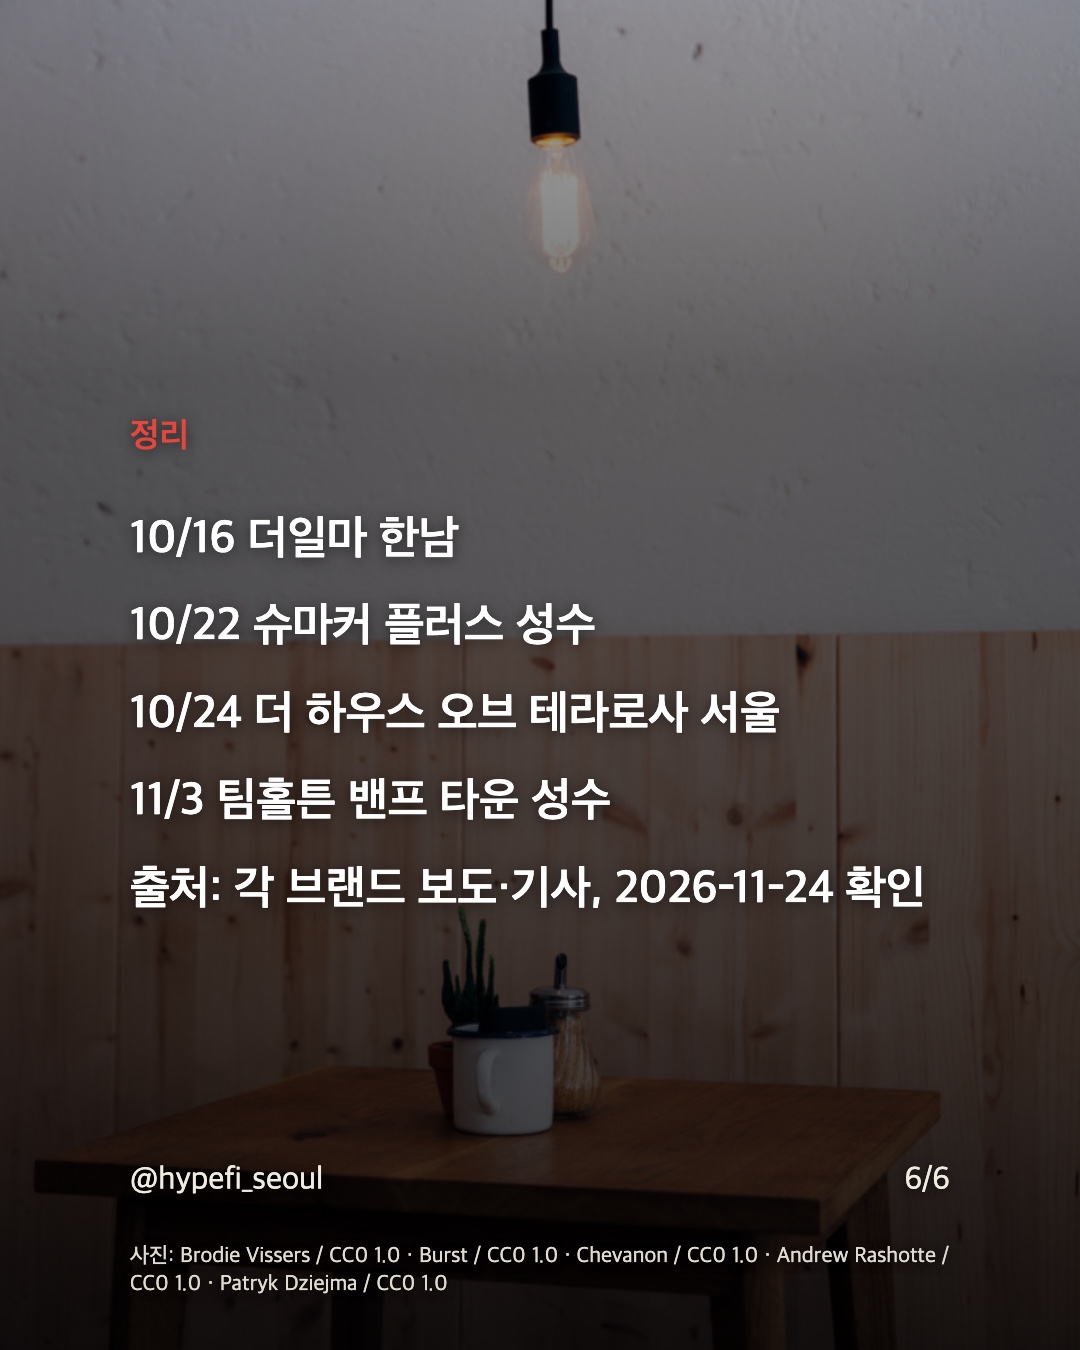 정리
10/16 더일마 한남
10/22 슈마커 플러스 성수
10/24 더 하우스 오브 테라로사 서울
11/3 팀홀튼 밴프 타운 성수
출처: 각 브랜드 보도·기사, 2026-11-24 확인
@hypefi_seoul
6/6
사진: Brodie Vissers / CC0 1.0 · Burst / CC0 1.0 · Chevanon / CC0 1.0 · Andrew Rashotte /
CC0 1.0 · Patryk Dziejma / CC0 1.0